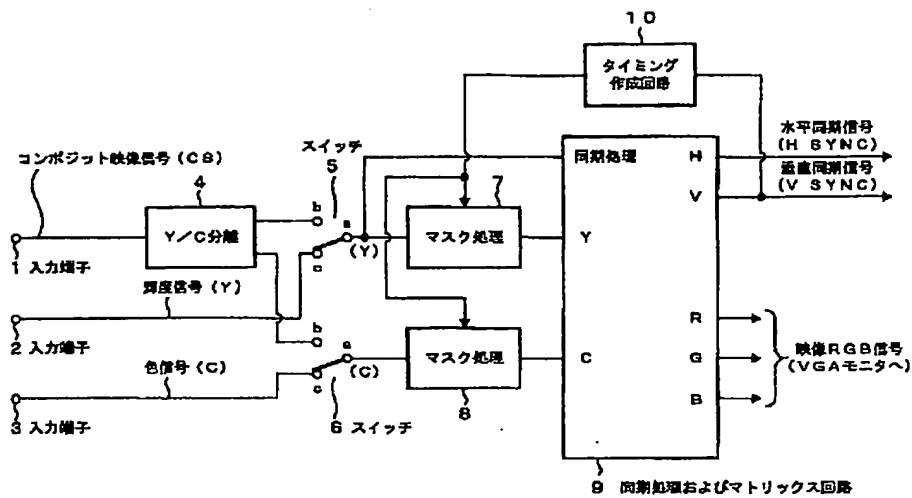 10
タイミング
作成回路
コンポジット映像信号(CS)
スイッチ
5
4
Y/C分離
b
a
c
(Y)
7
マスク処理
同期処理
Y
H
V
水平同期信号
(H SYNC)
垂直同期信号
(V SYNC)
1 入力端子
輝度信号(Y)
2 入力端子
b
a
c
(C)
マスク処理
8
C
R
G
B
映像RGB信号
(VGAモニタへ)
色信号(C)
3 入力端子
6 スイッチ
9 同期処理およびマトリックス回路